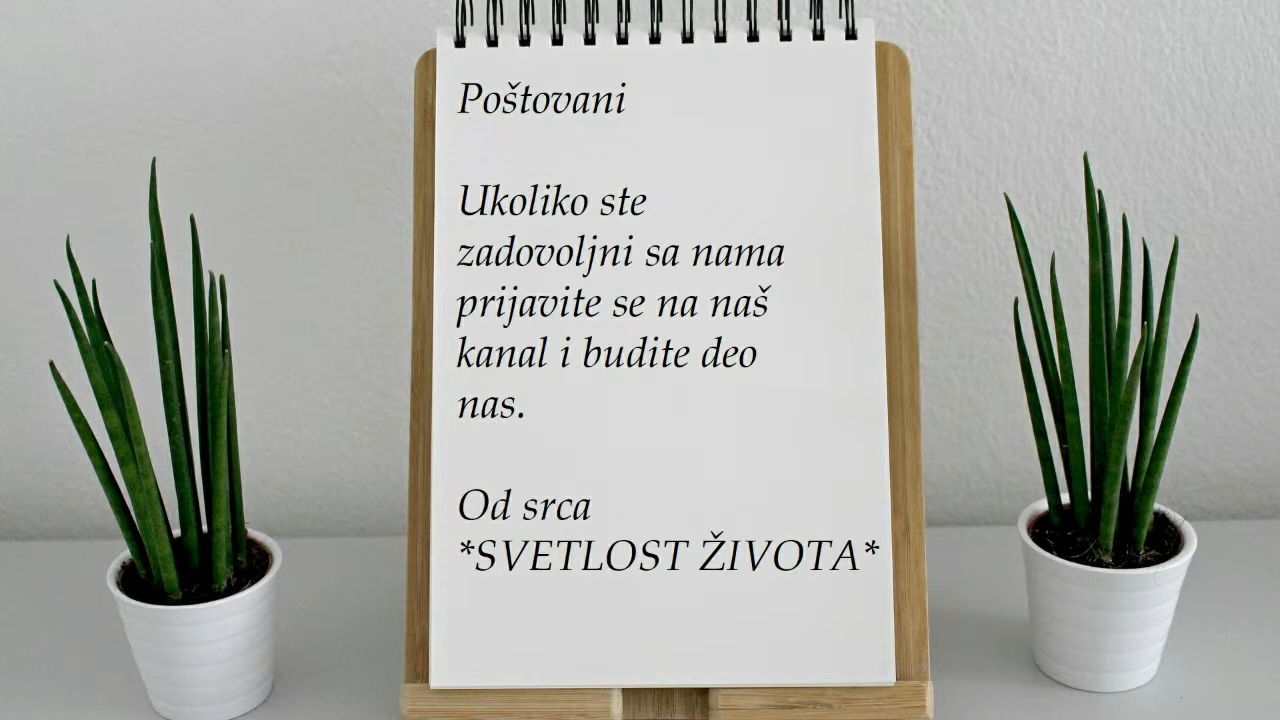 Poštovani
Ukoliko ste
zadovoljni sa nama
prijavite se na naš
kanal i budite deo
nas.
Od srca
*SVETLOST ŽIVOTA*